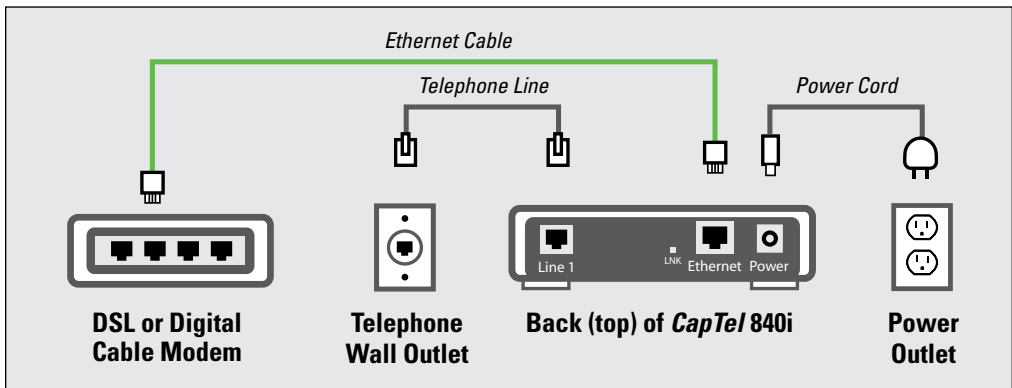 Ethernet Cable
Telephone Line
Power Cord
Line 1
LNK
Ethernet
Power
DSL or Digital
Cable Modem
Telephone
Wall Outlet
Back (top) of CapTel 840i
Power
Outlet